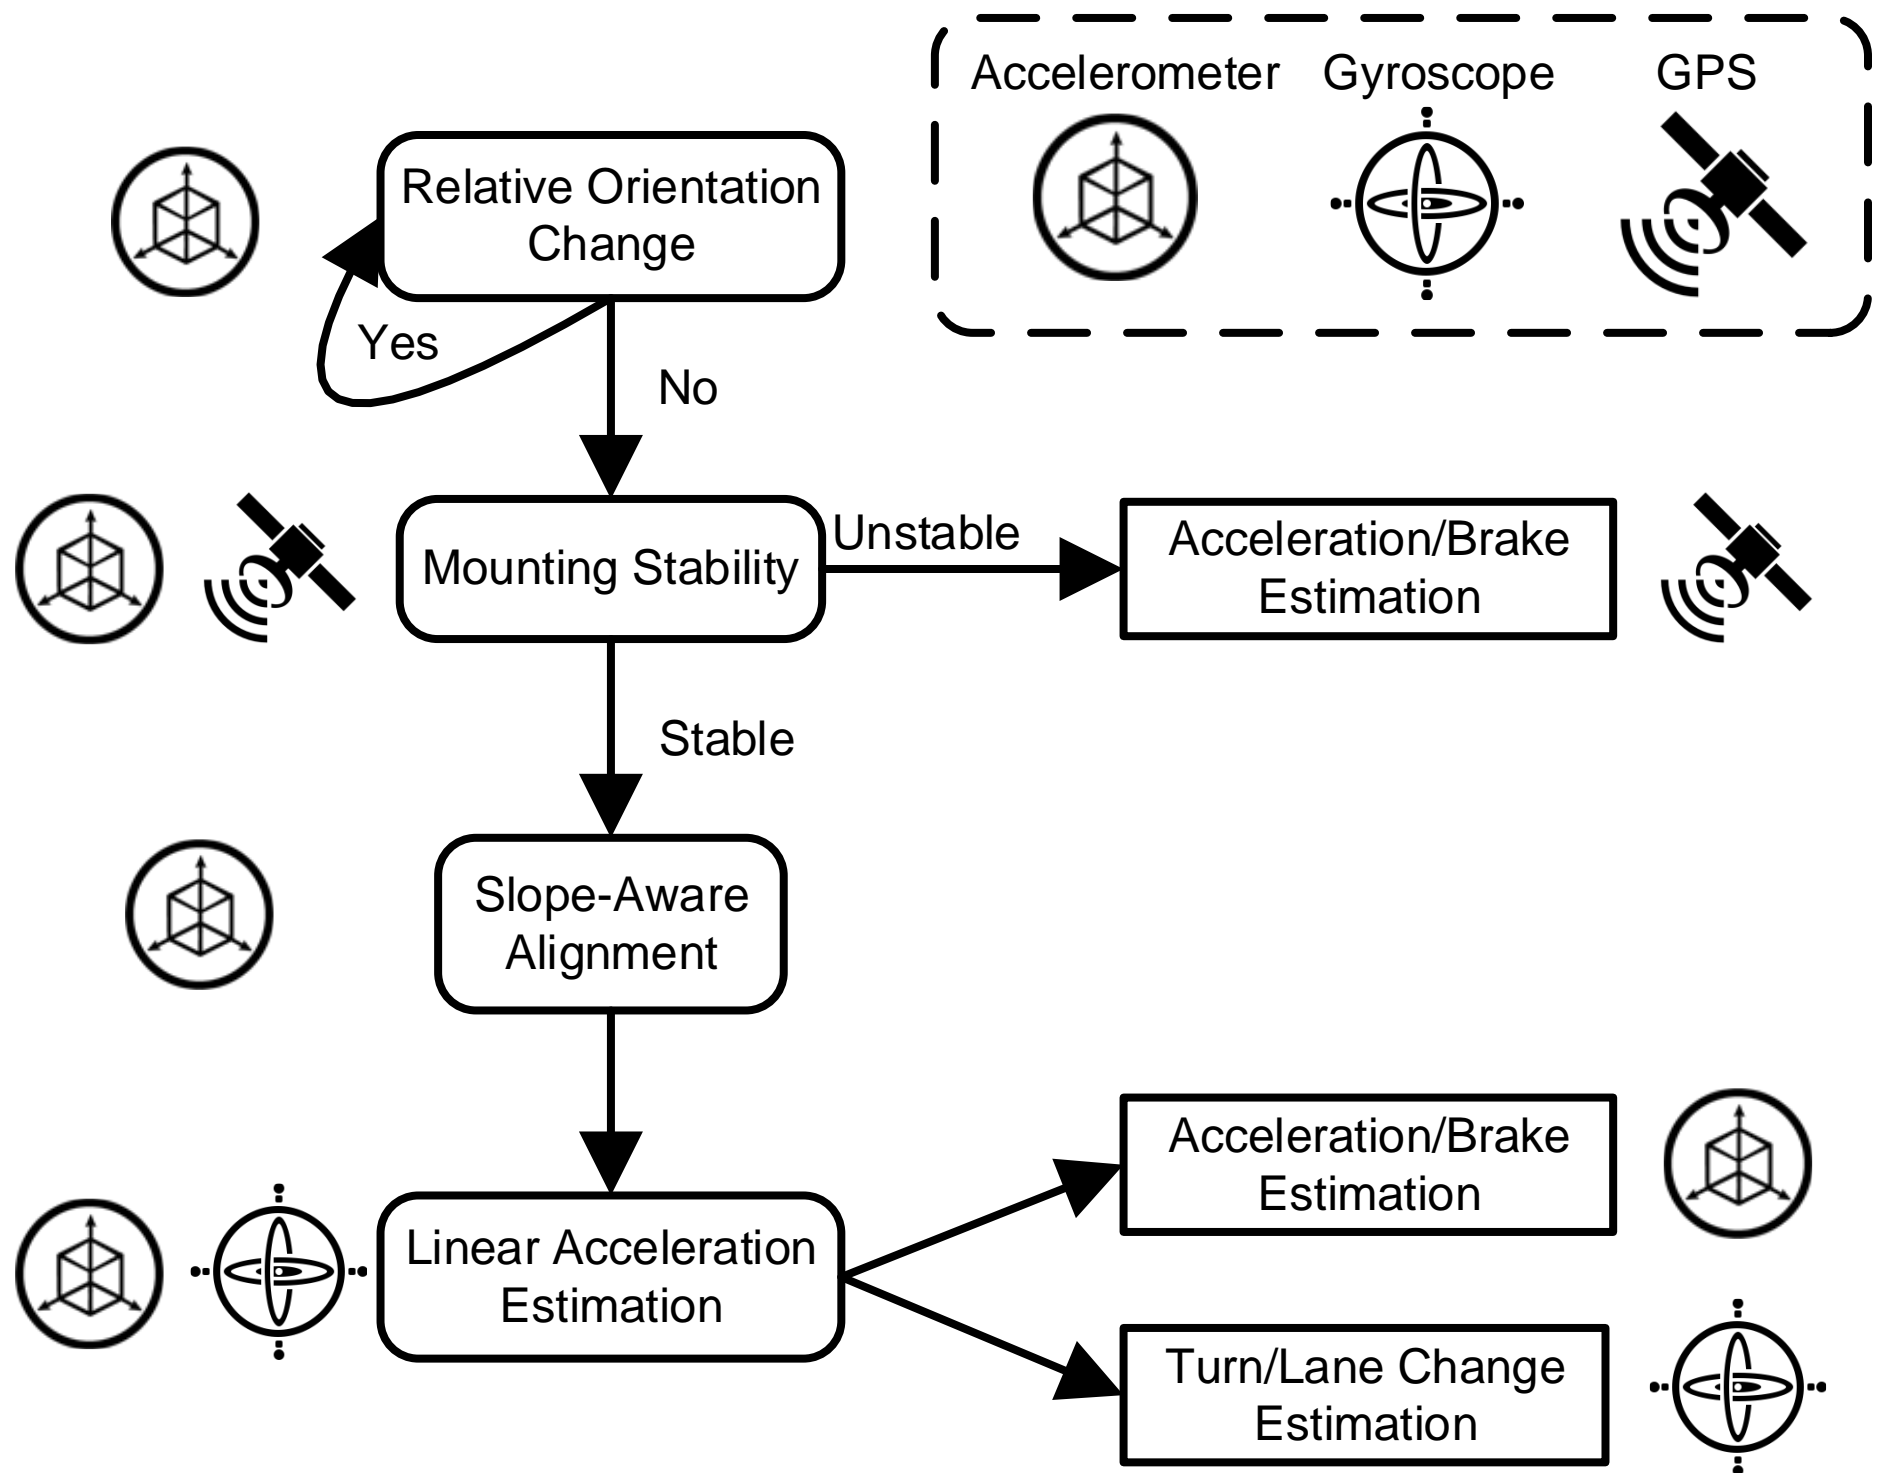 Accelerometer Gyroscope GPS
Relative Orientation
Change
Yes
No
Mounting Stability
Unstable
Acceleration/Brake
Estimation
Stable
Slope-Aware
Alignment
Linear Acceleration
Estimation
Acceleration/Brake
Estimation
Turn/Lane Change
Estimation